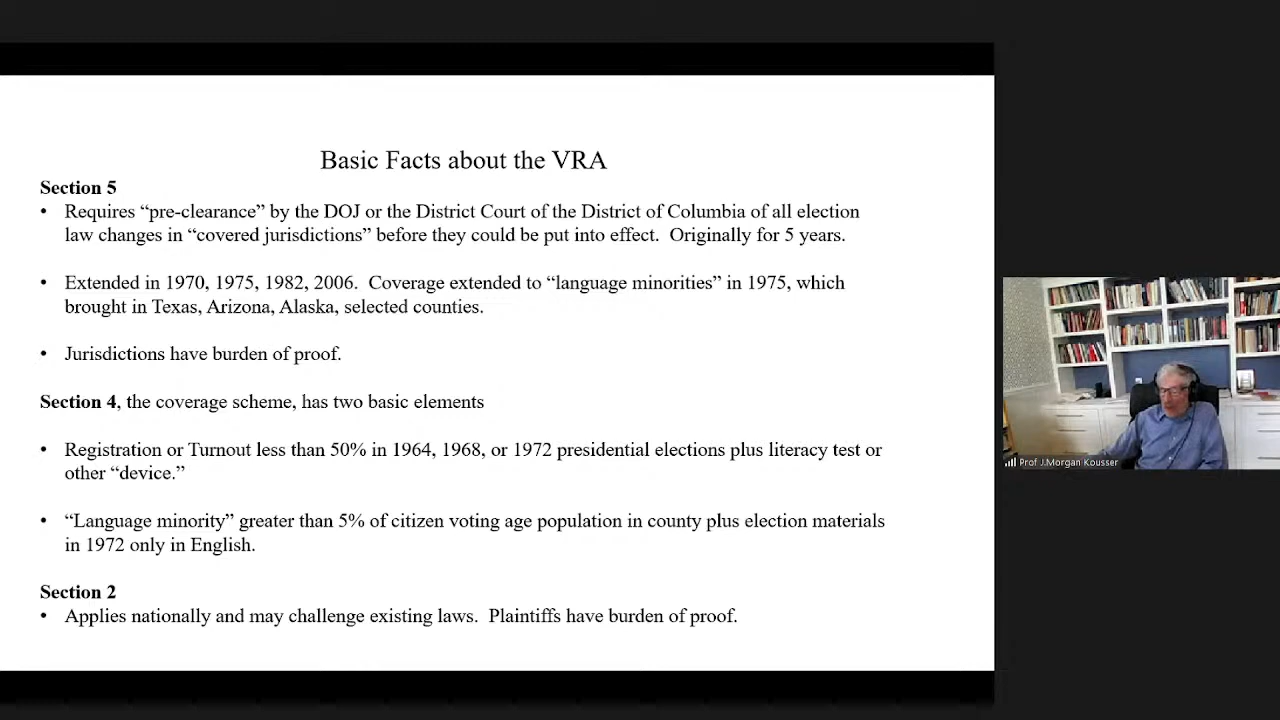 Basic Facts about the VRA
Section 5
• Requires “pre-clearance” by the DOJ or the District Court of the District of Columbia of all election
law changes in “covered jurisdictions” before they could be put into effect.  Originally for 5 years.
• Extended in 1970, 1975, 1982, 2006.  Coverage extended to “language minorities” in 1975, which
brought in Texas, Arizona, Alaska, selected counties.
• Jurisdictions have burden of proof.
Section 4, the coverage scheme, has two basic elements
• Registration or Turnout less than 50% in 1964, 1968, or 1972 presidential elections plus literacy test or
other “device.”
• “Language minority” greater than 5% of citizen voting age population in county plus election materials
in 1972 only in English.
Section 2
• Applies nationally and may challenge existing laws.  Plaintiffs have burden of proof.
Prof J.Morgan Kousser